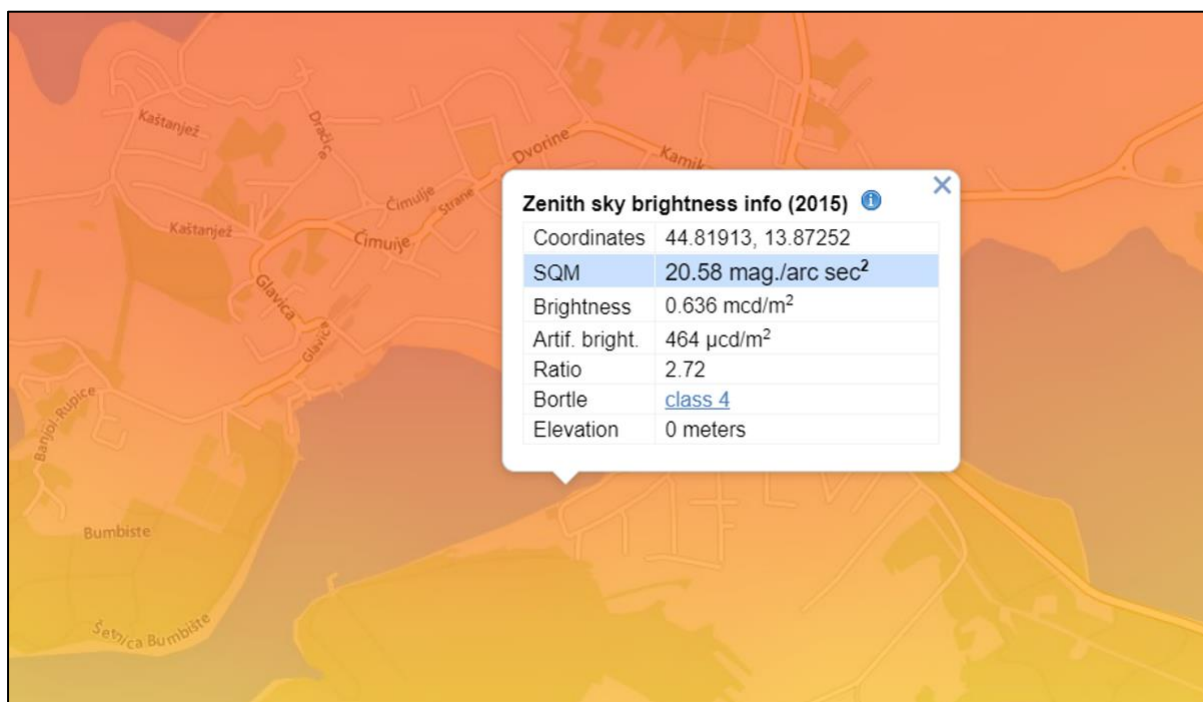 Kaštanjež
Dračice
Dvorine
Kamik
Čimulje
Strane
Kaštanjež
Čimulje
Glavica
Glavice
Banjol-Rupice
Bumbiste
Šetnica Bumbište
Zenith sky brightness info (2015)
Coordinates 44.81913, 13.87252
SQM 20.58 mag./arc sec²
Brightness 0.636 mcd/m²
Artif. bright. 464 μcd/m²
Ratio 2.72
Bortle class 4
Elevation 0 meters